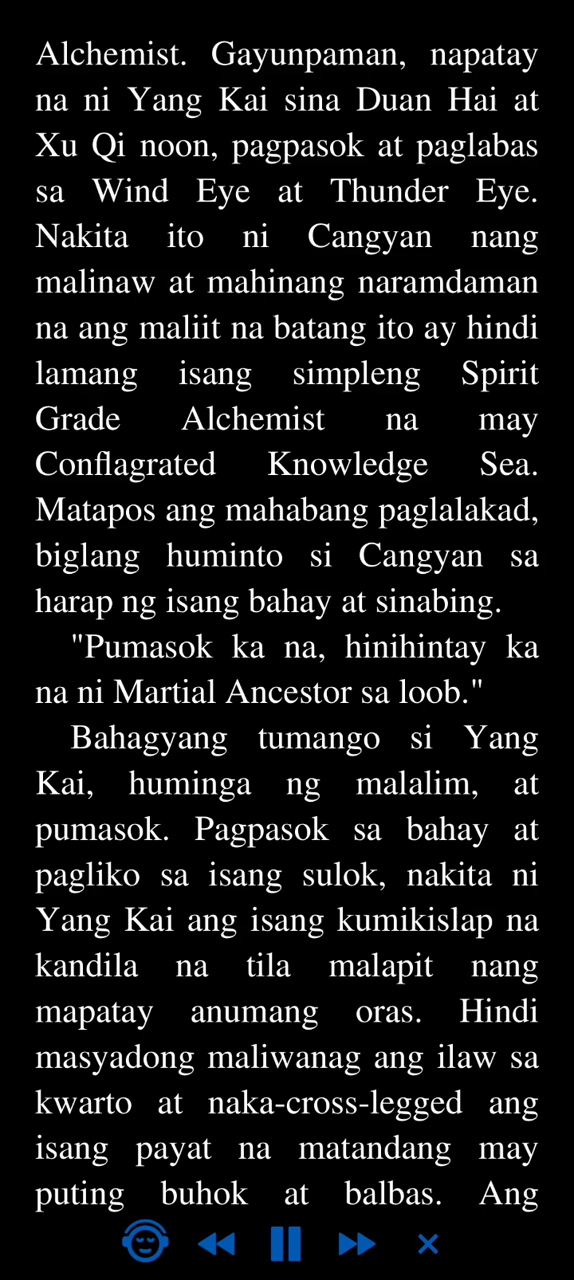 Alchemist. Gayunpaman, napatay
na ni Yang Kai sina Duan Hai at
Xu Qi noon, pagpasok at paglabas
sa Wind Eye at Thunder Eye.
Nakita ito ni Cangyan nang
malinaw at mahinang naramdaman
na ang maliit na batang ito ay hindi
lamang isang simpleng Spirit
Grade Alchemist na may
Conflagrated Knowledge Sea.
Matapos ang mahabang paglalakad,
biglang huminto si Cangyan sa
harap ng isang bahay at sinabing.
"Pumasok ka na, hinihintay ka
na ni Martial Ancestor sa loob."
Bahagyang tumango si Yang
Kai, huminga ng malalim, at
pumasok. Pagpasok sa bahay at
pagliko sa isang sulok, nakita ni
Yang Kai ang isang kumikislap na
kandila na tila malapit nang
mapatay anumang oras. Hindi
masyadong maliwanag ang ilaw sa
kwarto at naka-cross-legged ang
isang payat na matandang may
puting buhok at balbas. Ang